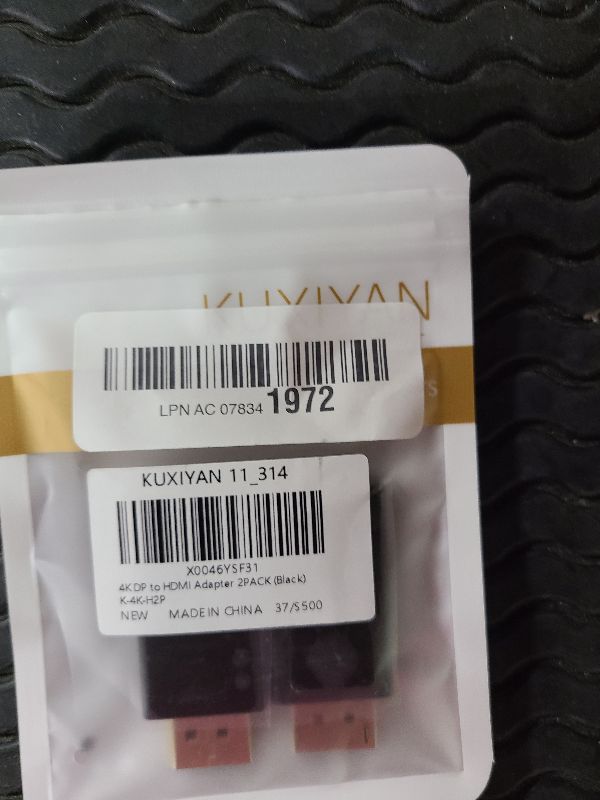 KUXIYAN
LPN AC 07834 1972
KUXIYAN 11_314
X0046YSF31
4K DP to HDMI Adapter 2PACK (Black)
K-4K-H2P
NEW MADE IN CHINA 37/S500